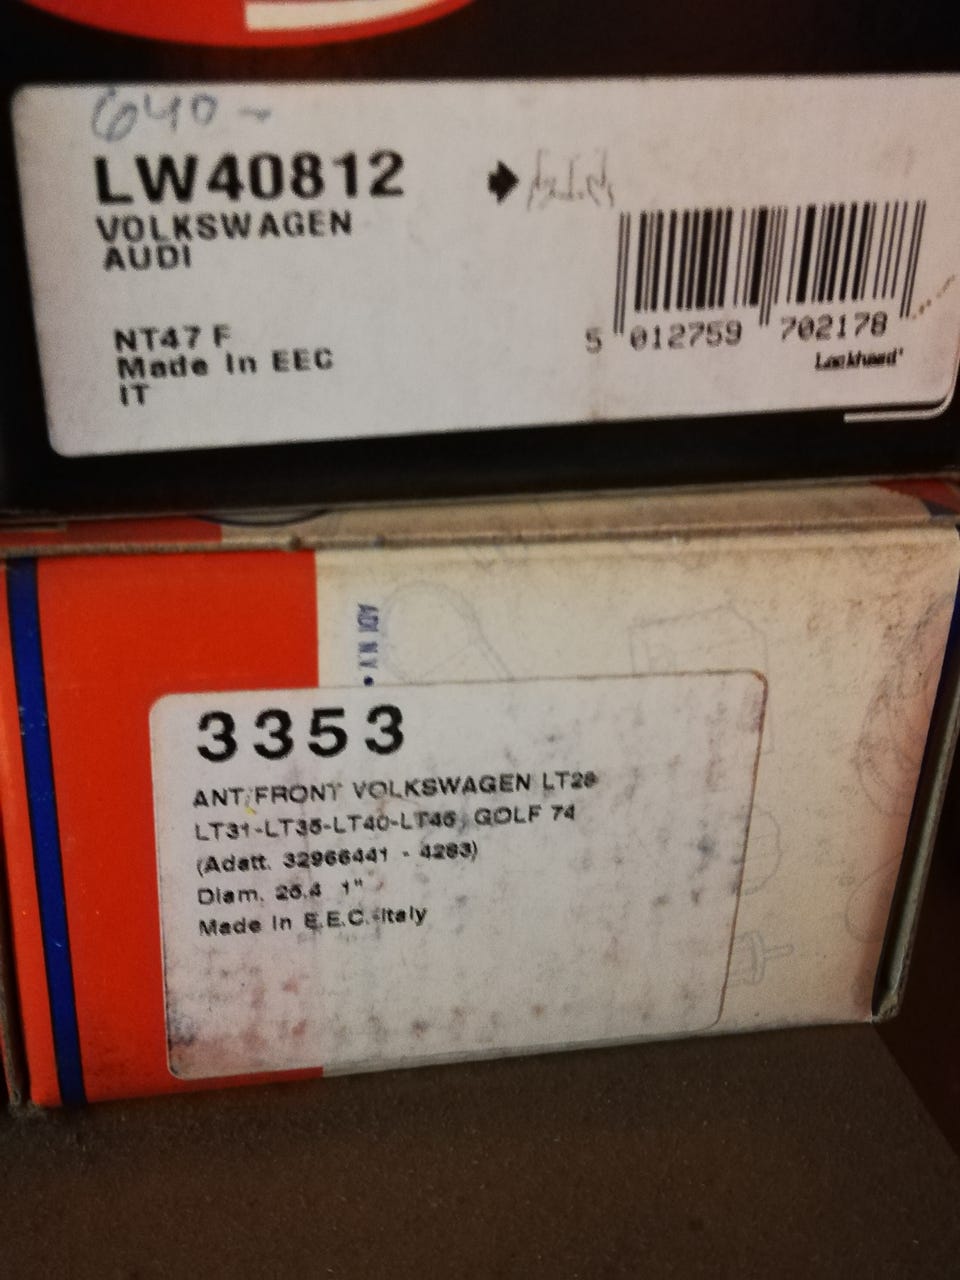 640-
LW40812
VOLKSWAGEN
AUDI
NT47 F
Made In EEC
IT
5 012759 702178
Lockheed
ADI N.V. •
3353
ANT/FRONT VOLKSWAGEN LT28
LT31-LT35-LT40-LT45, GOLF 74
(Adatt. 32966441 - 4283)
Diam. 25.4 1"
Made in E.E.C.-Italy